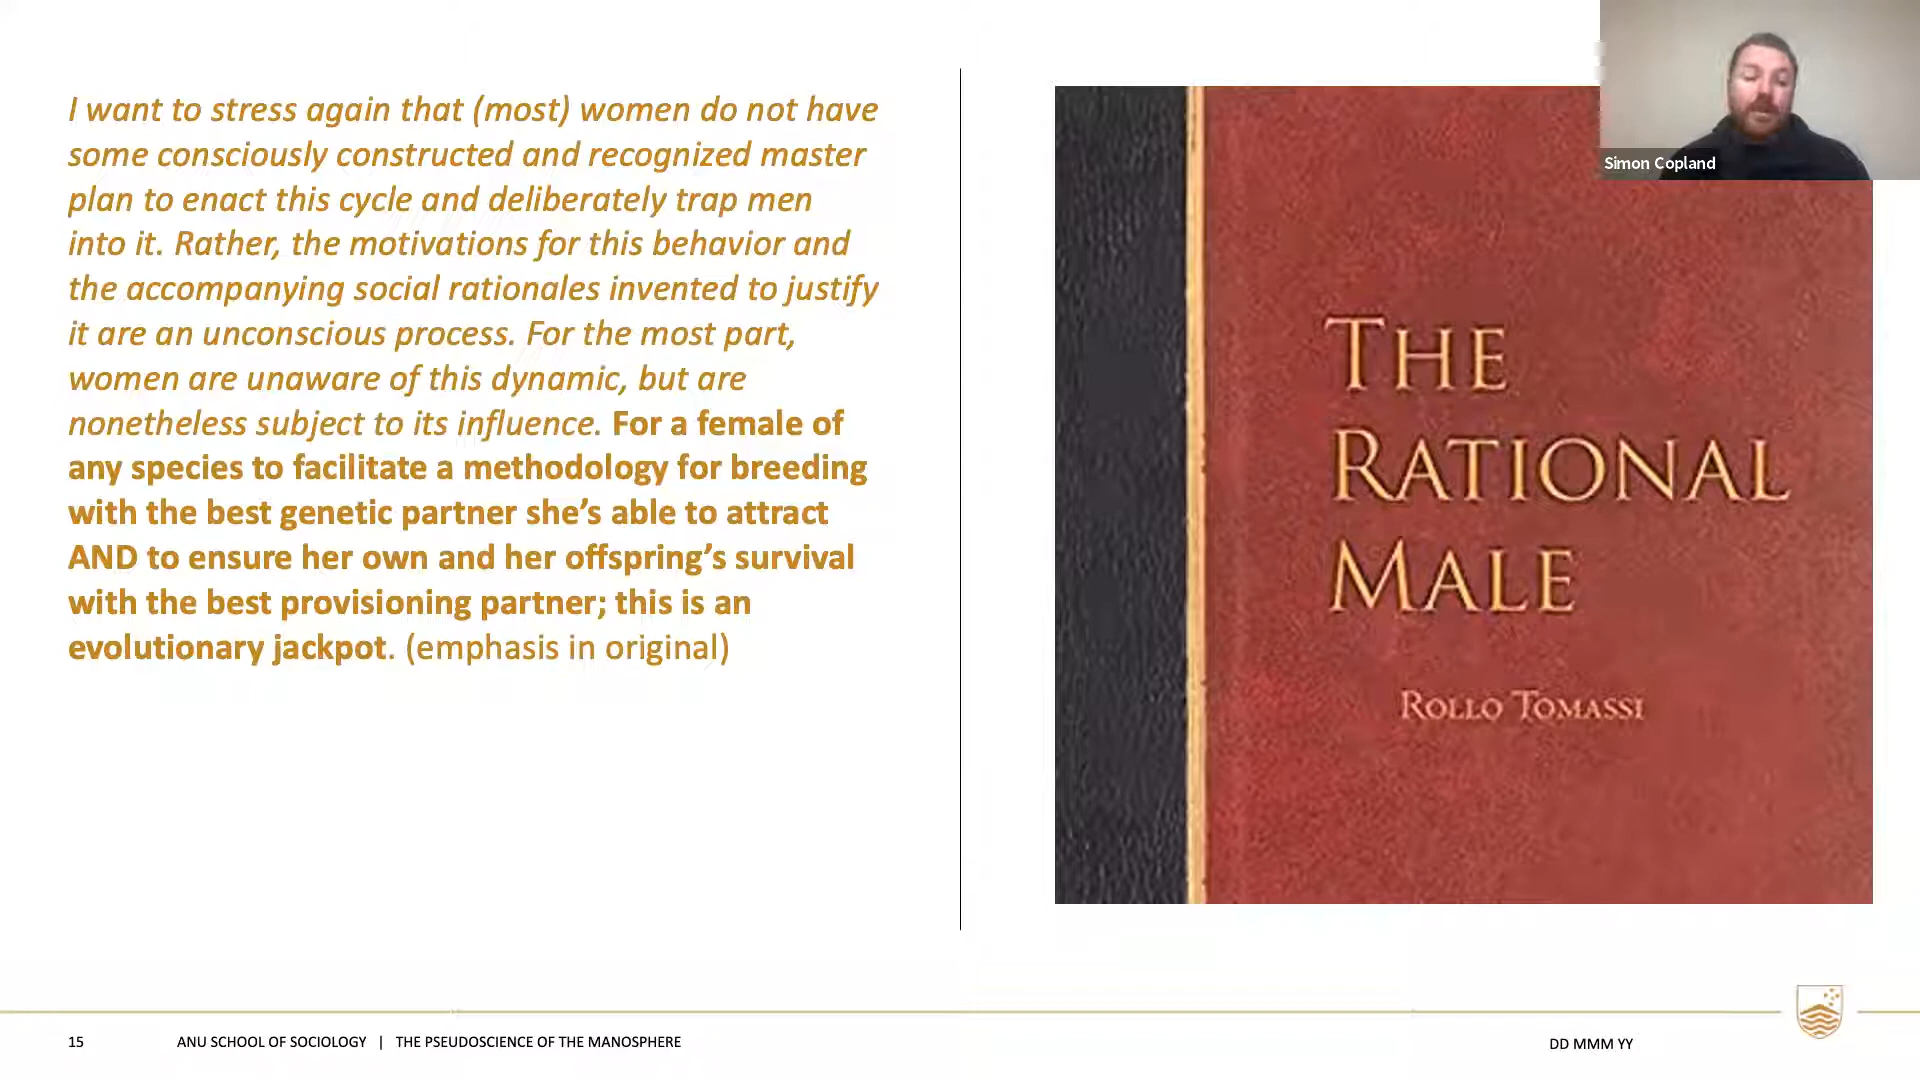 I want to stress again that (most) women do not have
some consciously constructed and recognized master
plan to enact this cycle and deliberately trap men
into it. Rather, the motivations for this behavior and
the accompanying social rationales invented to justify
it are an unconscious process. For the most part,
women are unaware of this dynamic, but are
nonetheless subject to its influence. For a female of
any species to facilitate a methodology for breeding
with the best genetic partner she’s able to attract
AND to ensure her own and her offspring’s survival
with the best provisioning partner; this is an
evolutionary jackpot. (emphasis in original)
THE
RATIONAL
MALE
ROLLO TOMASSI
Simon Copland
15 ANU SCHOOL OF SOCIOLOGY | THE PSEUDOSCIENCE OF THE MANOSPHERE DD MMM YY